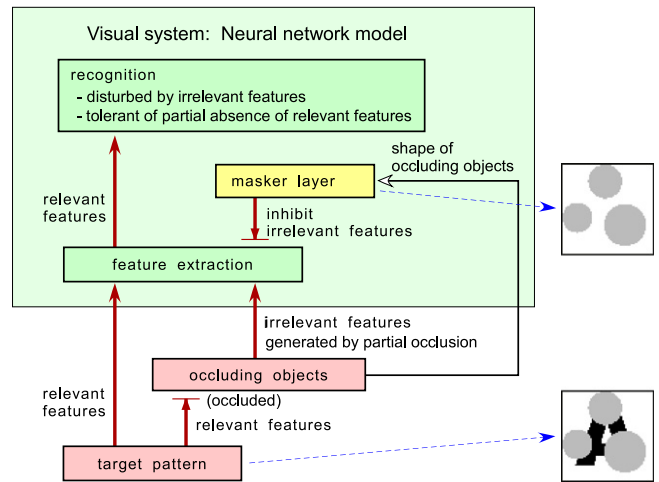 Visual system: Neural network model
recognition
- disturbed by irrelevant features
- tolerant of partial absence of relevant features
shape of
occluding objects
masker layer
relevant
features
inhibit
irrelevant features
feature extraction
irrelevant features
generated by partial occlusion
occluding objects
relevant
features
(occluded)
relevant features
target pattern